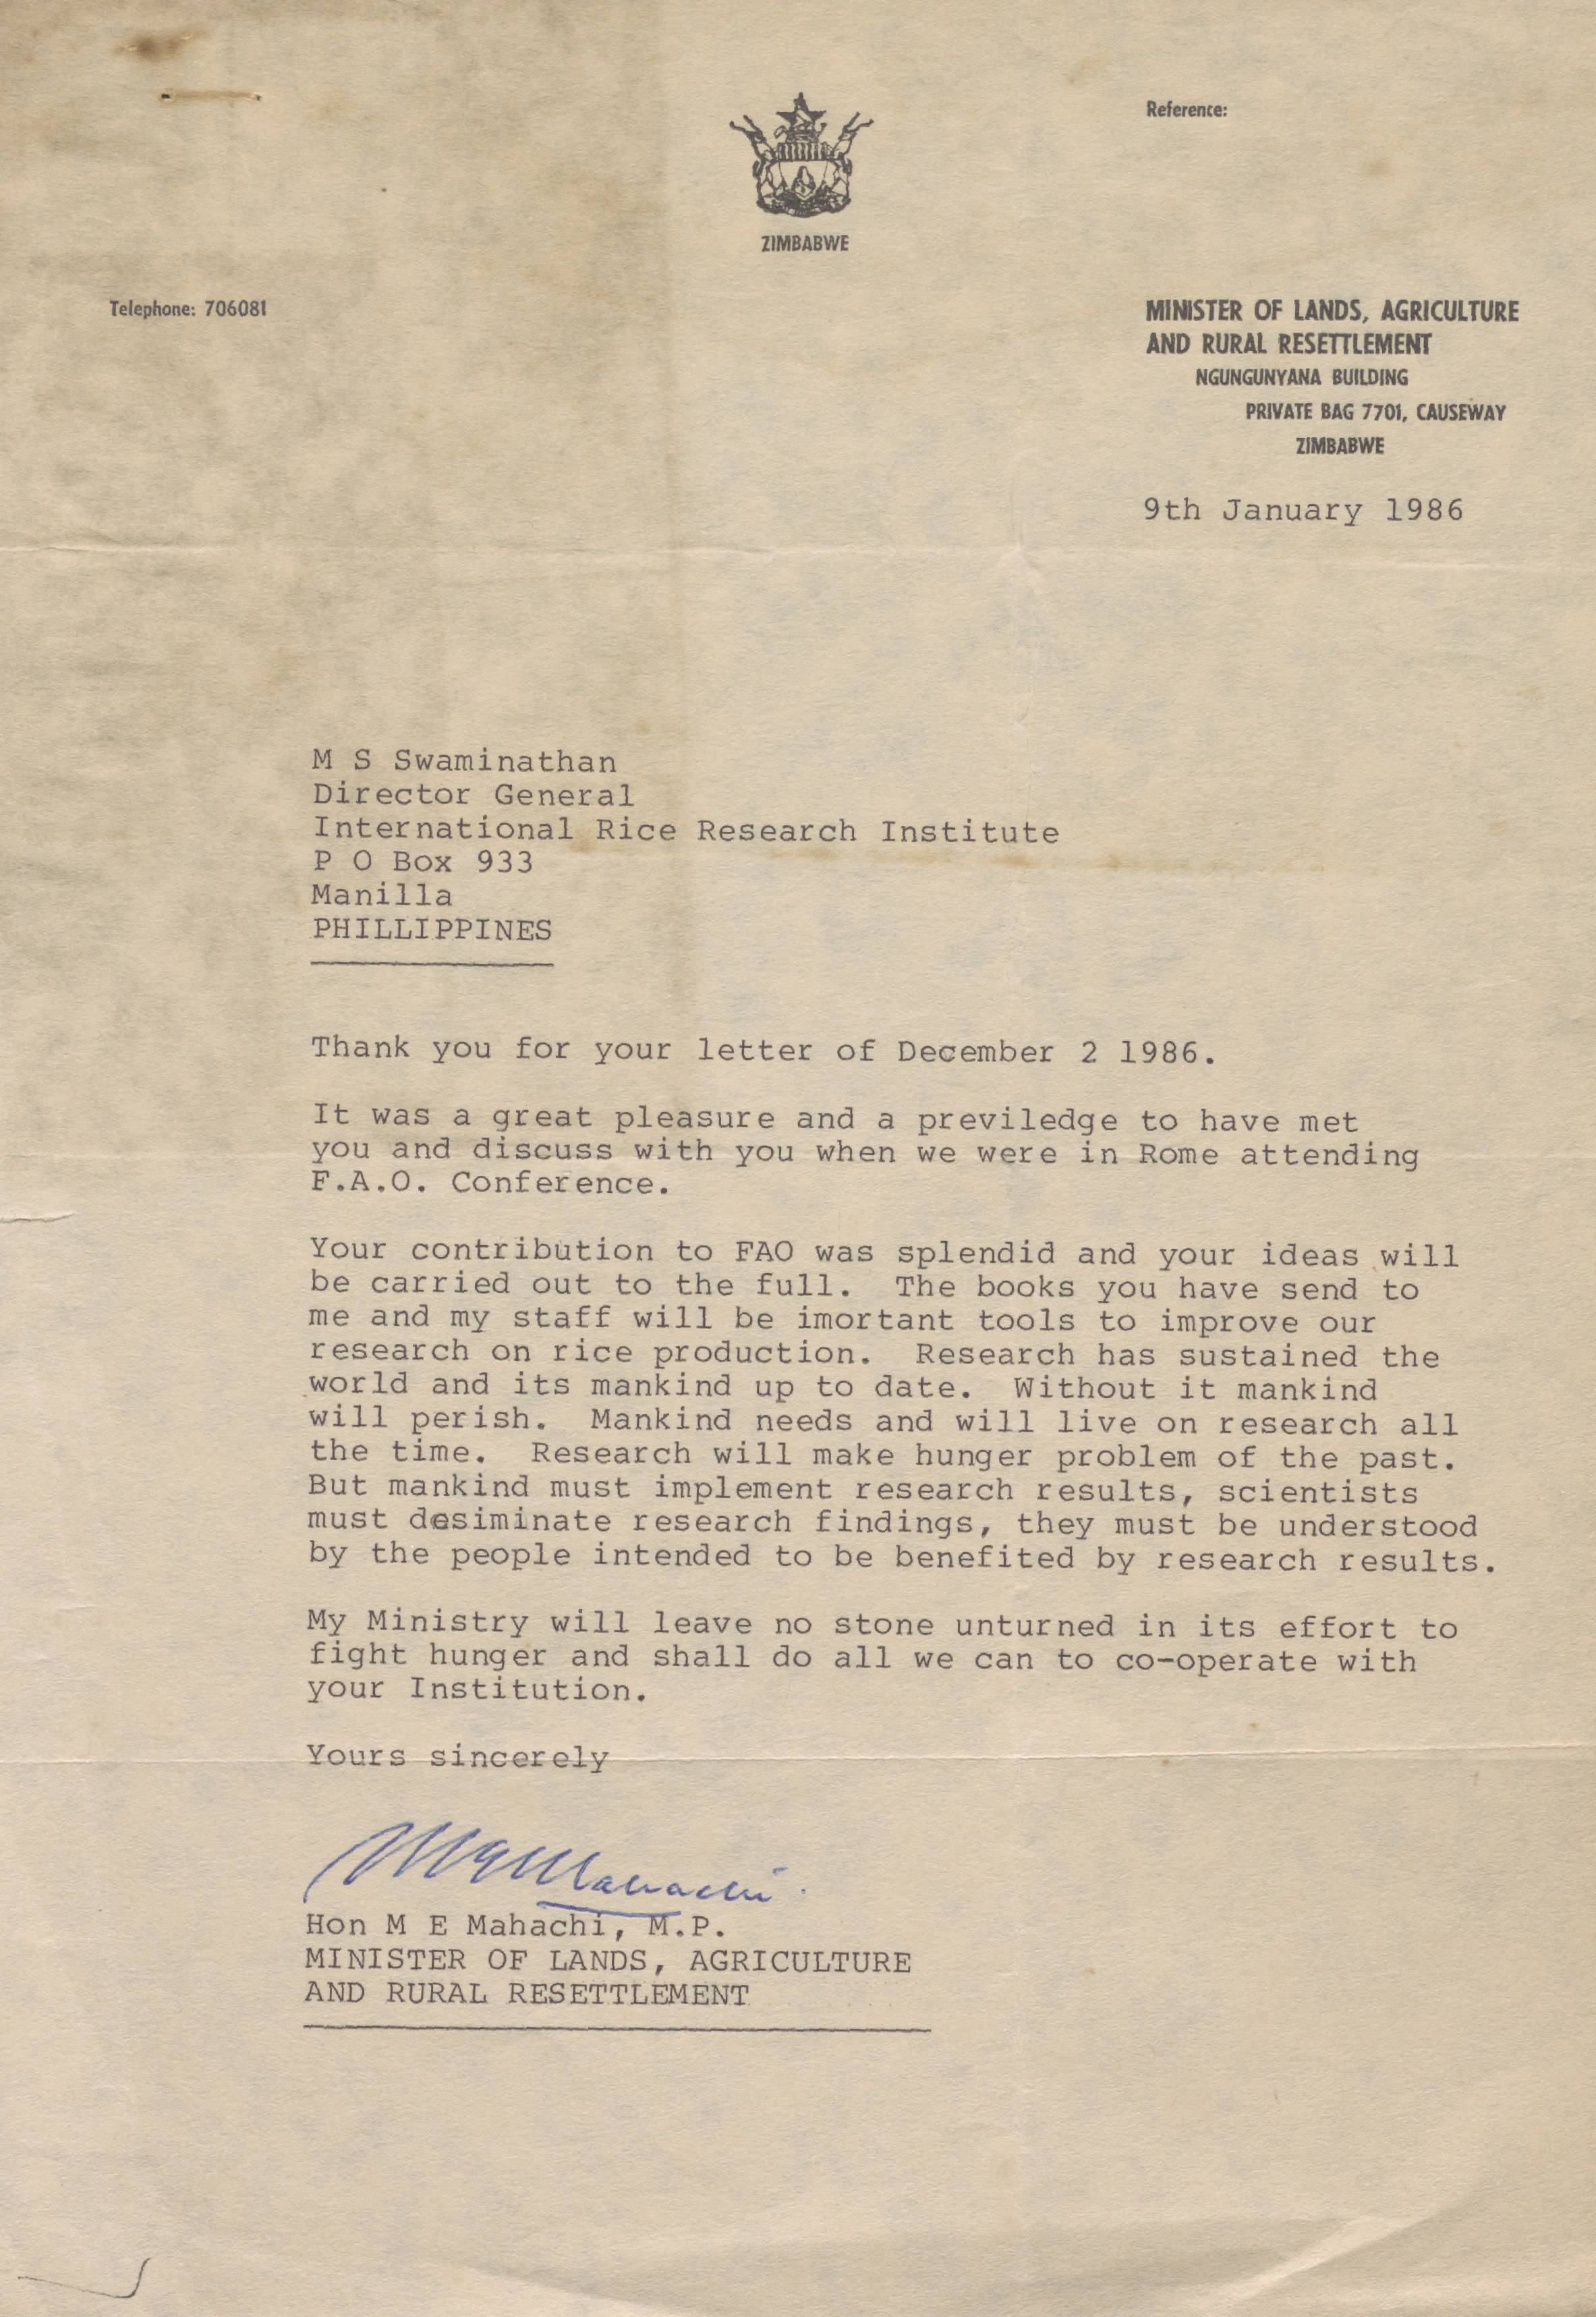 Reference:
ZIMBABWE
Telephone: 706081
MINISTER OF LANDS, AGRICULTURE
AND RURAL RESETTLEMENT
NGUNGUNYANA BUILDING
PRIVATE BAG 7701, CAUSEWAY
ZIMBABWE
9th January 1986
M S Swaminathan
Director General
International Rice Research Institute
P O Box 933
Manilla
PHILLIPPINES
Thank you for your letter of December 2 1986.
It was a great pleasure and a previledge to have met
you and discuss with you when we were in Rome attending
F.A.O. Conference.
Your contribution to FAO was splendid and your ideas will
be carried out to the full. The books you have send to
me and my staff will be imortant tools to improve our
research on rice production. Research has sustained the
world and its mankind up to date. Without it mankind
will perish. Mankind needs and will live on research all
the time. Research will make hunger problem of the past.
But mankind must implement research results, scientists
must desiminate research findings, they must be understood
by the people intended to be benefited by research results.
My Ministry will leave no stone unturned in its effort to
fight hunger and shall do all we can to co-operate with
your Institution.
Yours sincerely
Hon M E Mahachi, M.P.
MINISTER OF LANDS, AGRICULTURE
AND RURAL RESETTLEMENT